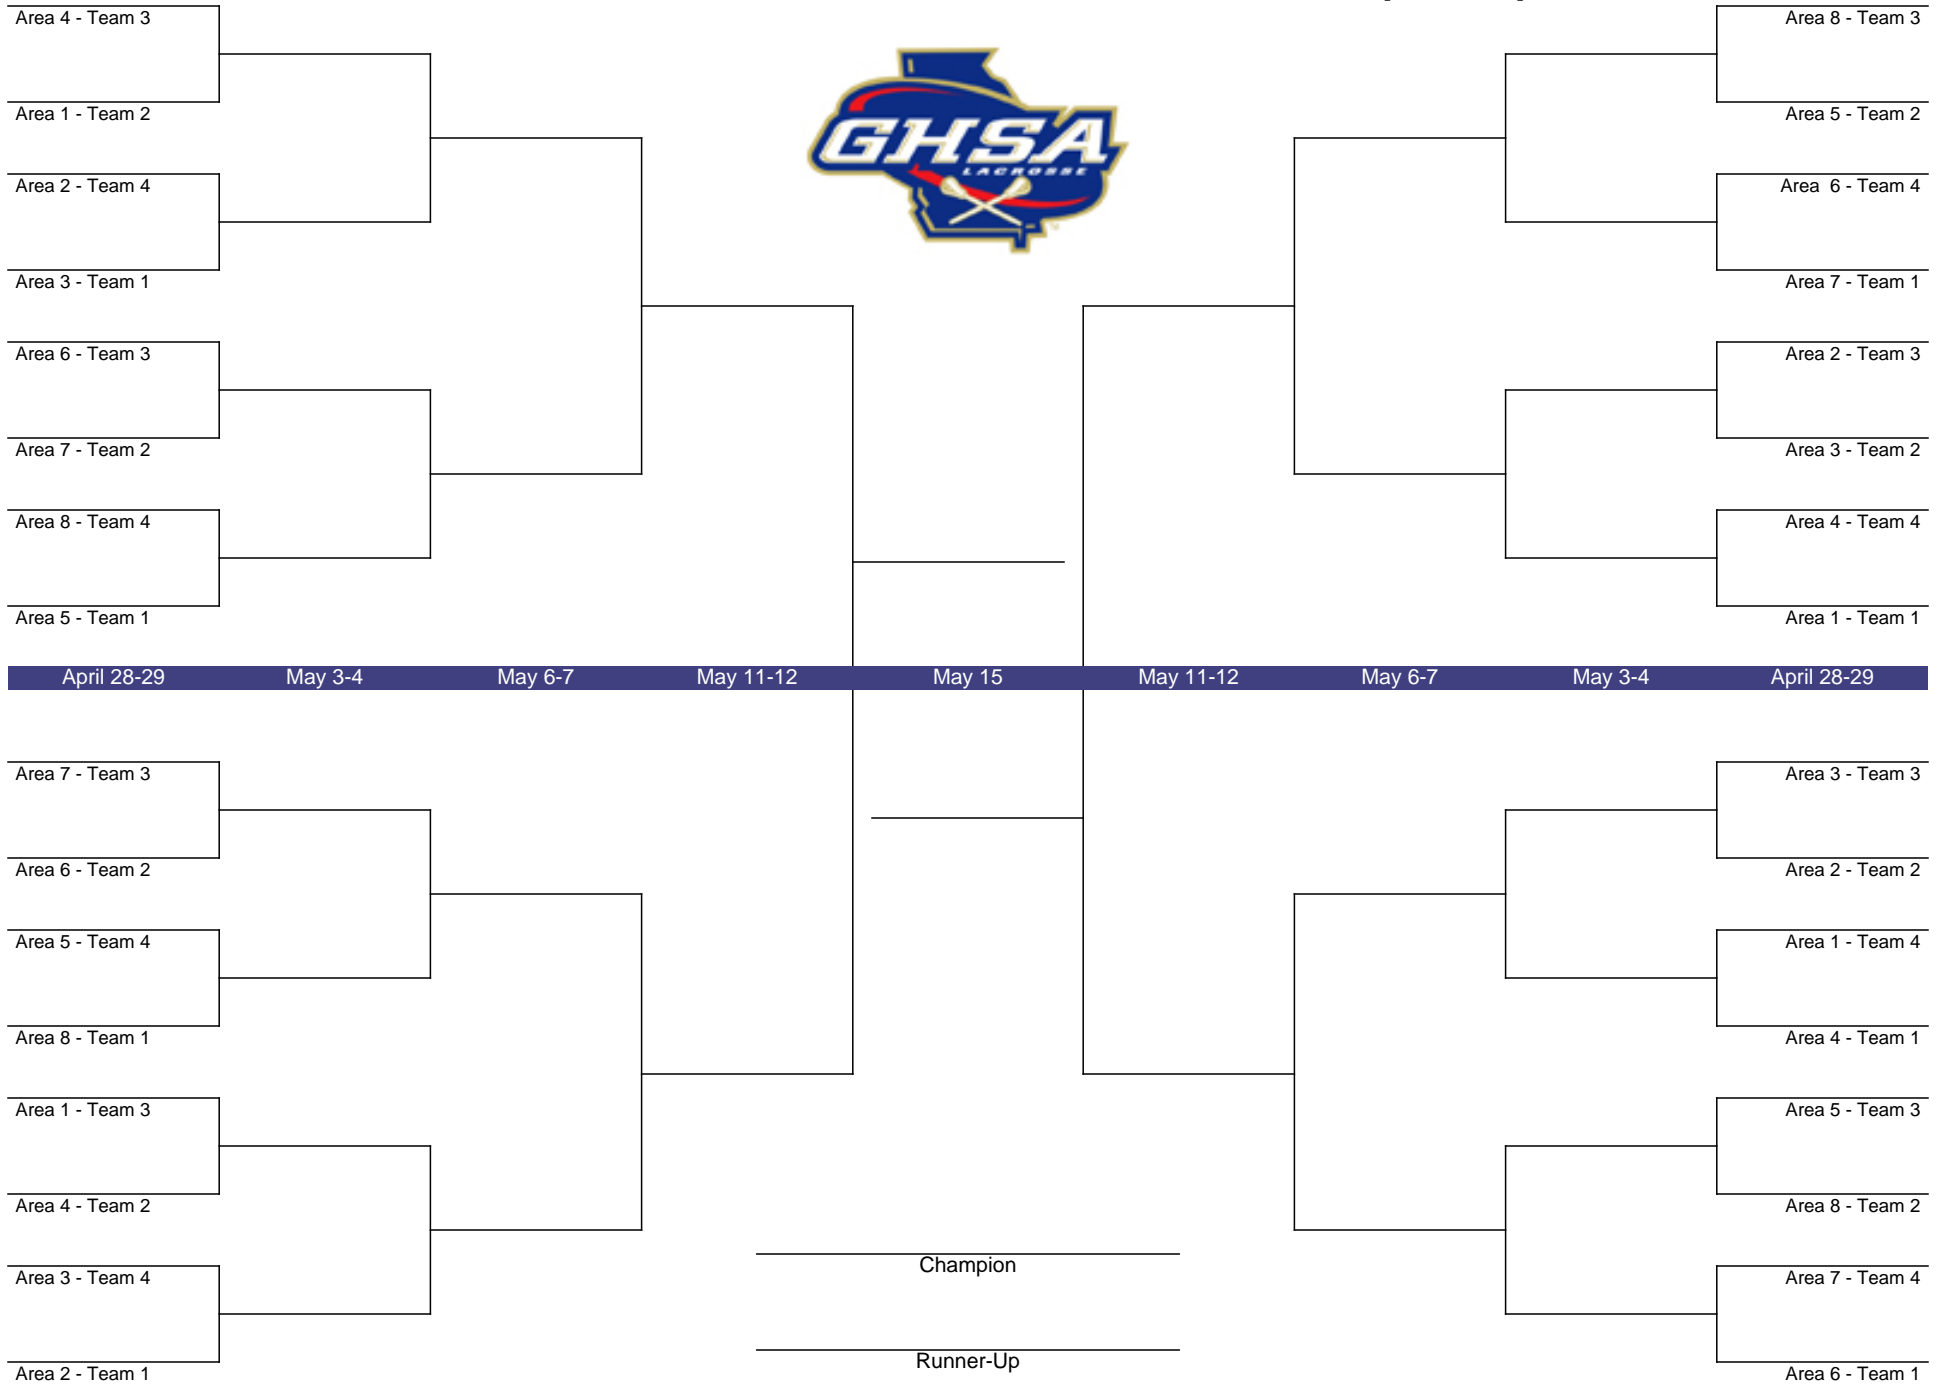 Area 4 - Team 3
Area 1 - Team 2
Area 2 - Team 4
Area 3 - Team 1
Area 6 - Team 3
Area 7 - Team 2
Area 8 - Team 4
Area 5 - Team 1
GHSA
LACROSSE
TM
Area 8 - Team 3
Area 5 - Team 2
Area  6 - Team 4
Area 7 - Team 1
Area 2 - Team 3
Area 3 - Team 2
Area 4 - Team 4
Area 1 - Team 1
April 28-29 May 3-4 May 6-7 May 11-12 May 15 May 11-12 May 6-7 May 3-4 April 28-29
Area 7 - Team 3
Area 6 - Team 2
Area 5 - Team 4
Area 8 - Team 1
Area 1 - Team 3
Area 4 - Team 2
Area 3 - Team 4
Area 2 - Team 1
Champion
Runner-Up
Area 3 - Team 3
Area 2 - Team 2
Area 1 - Team 4
Area 4 - Team 1
Area 5 - Team 3
Area 8 - Team 2
Area 7 - Team 4
Area 6 - Team 1